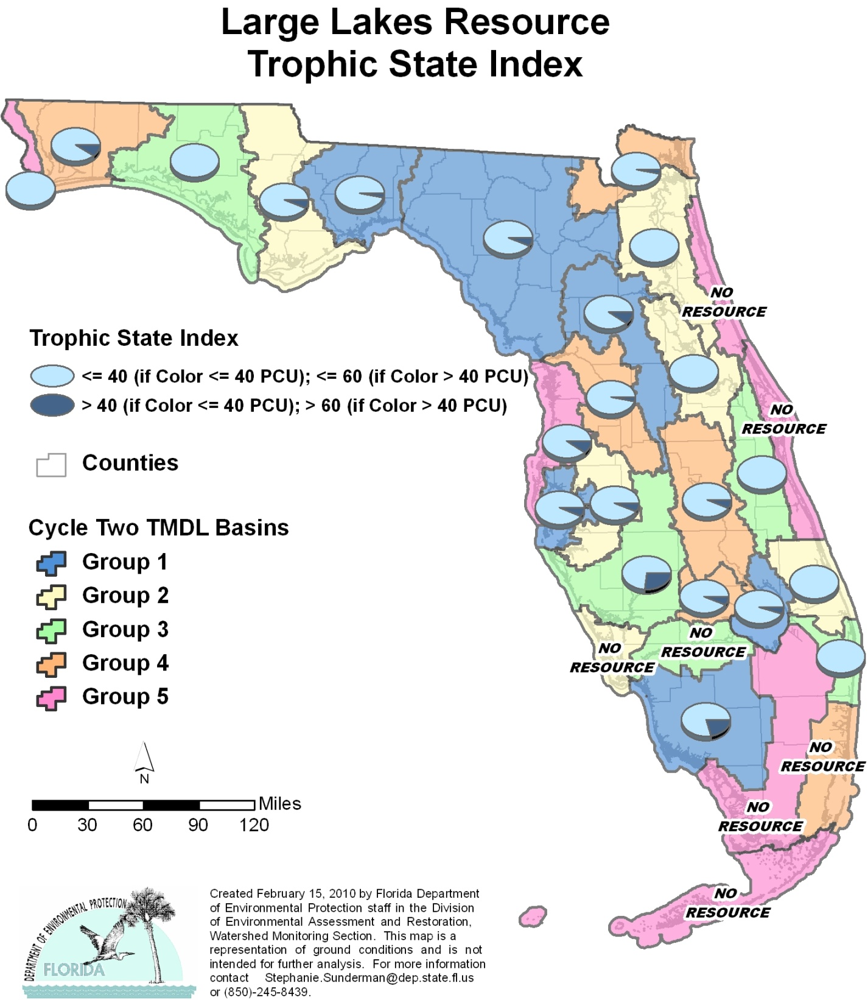 Large Lakes Resource
Trophic State Index
NO
RESOURCE
Trophic State Index
<= 40 (if Color <= 40 PCU); <= 60 (if Color > 40 PCU)
> 40 (if Color <= 40 PCU); > 60 (if Color > 40 PCU)
NO
RESOURCE
Counties
Cycle Two TMDL Basins
Group 1
Group 2
Group 3
Group 4
Group 5
NO
RESOURCE
NO
RESOURCE
NO
RESOURCE
NO
RESOURCE
NO
RESOURCE
N
Miles
0 30 60 90 120
DEPARTMENT OF ENVIRONMENTAL PROTECTION
FLORIDA
Created February 15, 2010 by Florida Department
of Environmental Protection staff in the Division
of Environmental Assessment and Restoration,
Watershed Monitoring Section. This map is a
representation of ground conditions and is not
intended for further analysis. For more information
contact Stephanie.Sunderman@dep.state.fl.us
or (850)-245-8439.